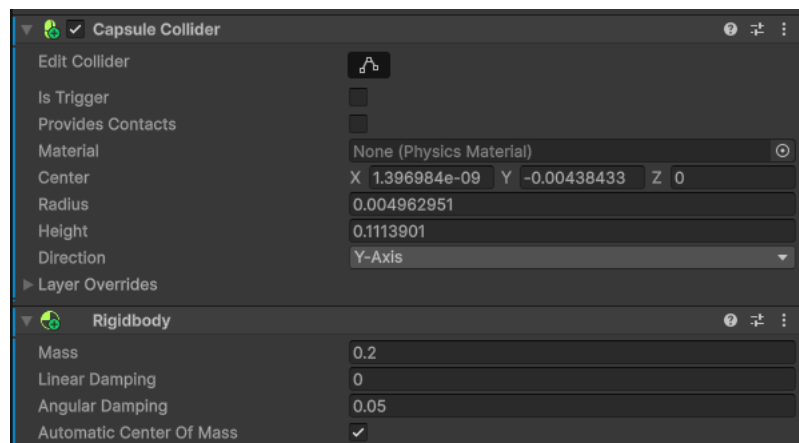 Capsule Collider
Edit Collider
Is Trigger
Provides Contacts
Material None (Physics Material)
Center X 1.396984e-09 Y -0.00438433 Z 0
Radius 0.004962951
Height 0.1113901
Direction Y-Axis
Layer Overrides
Rigidbody
Mass 0.2
Linear Damping 0
Angular Damping 0.05
Automatic Center Of Mass